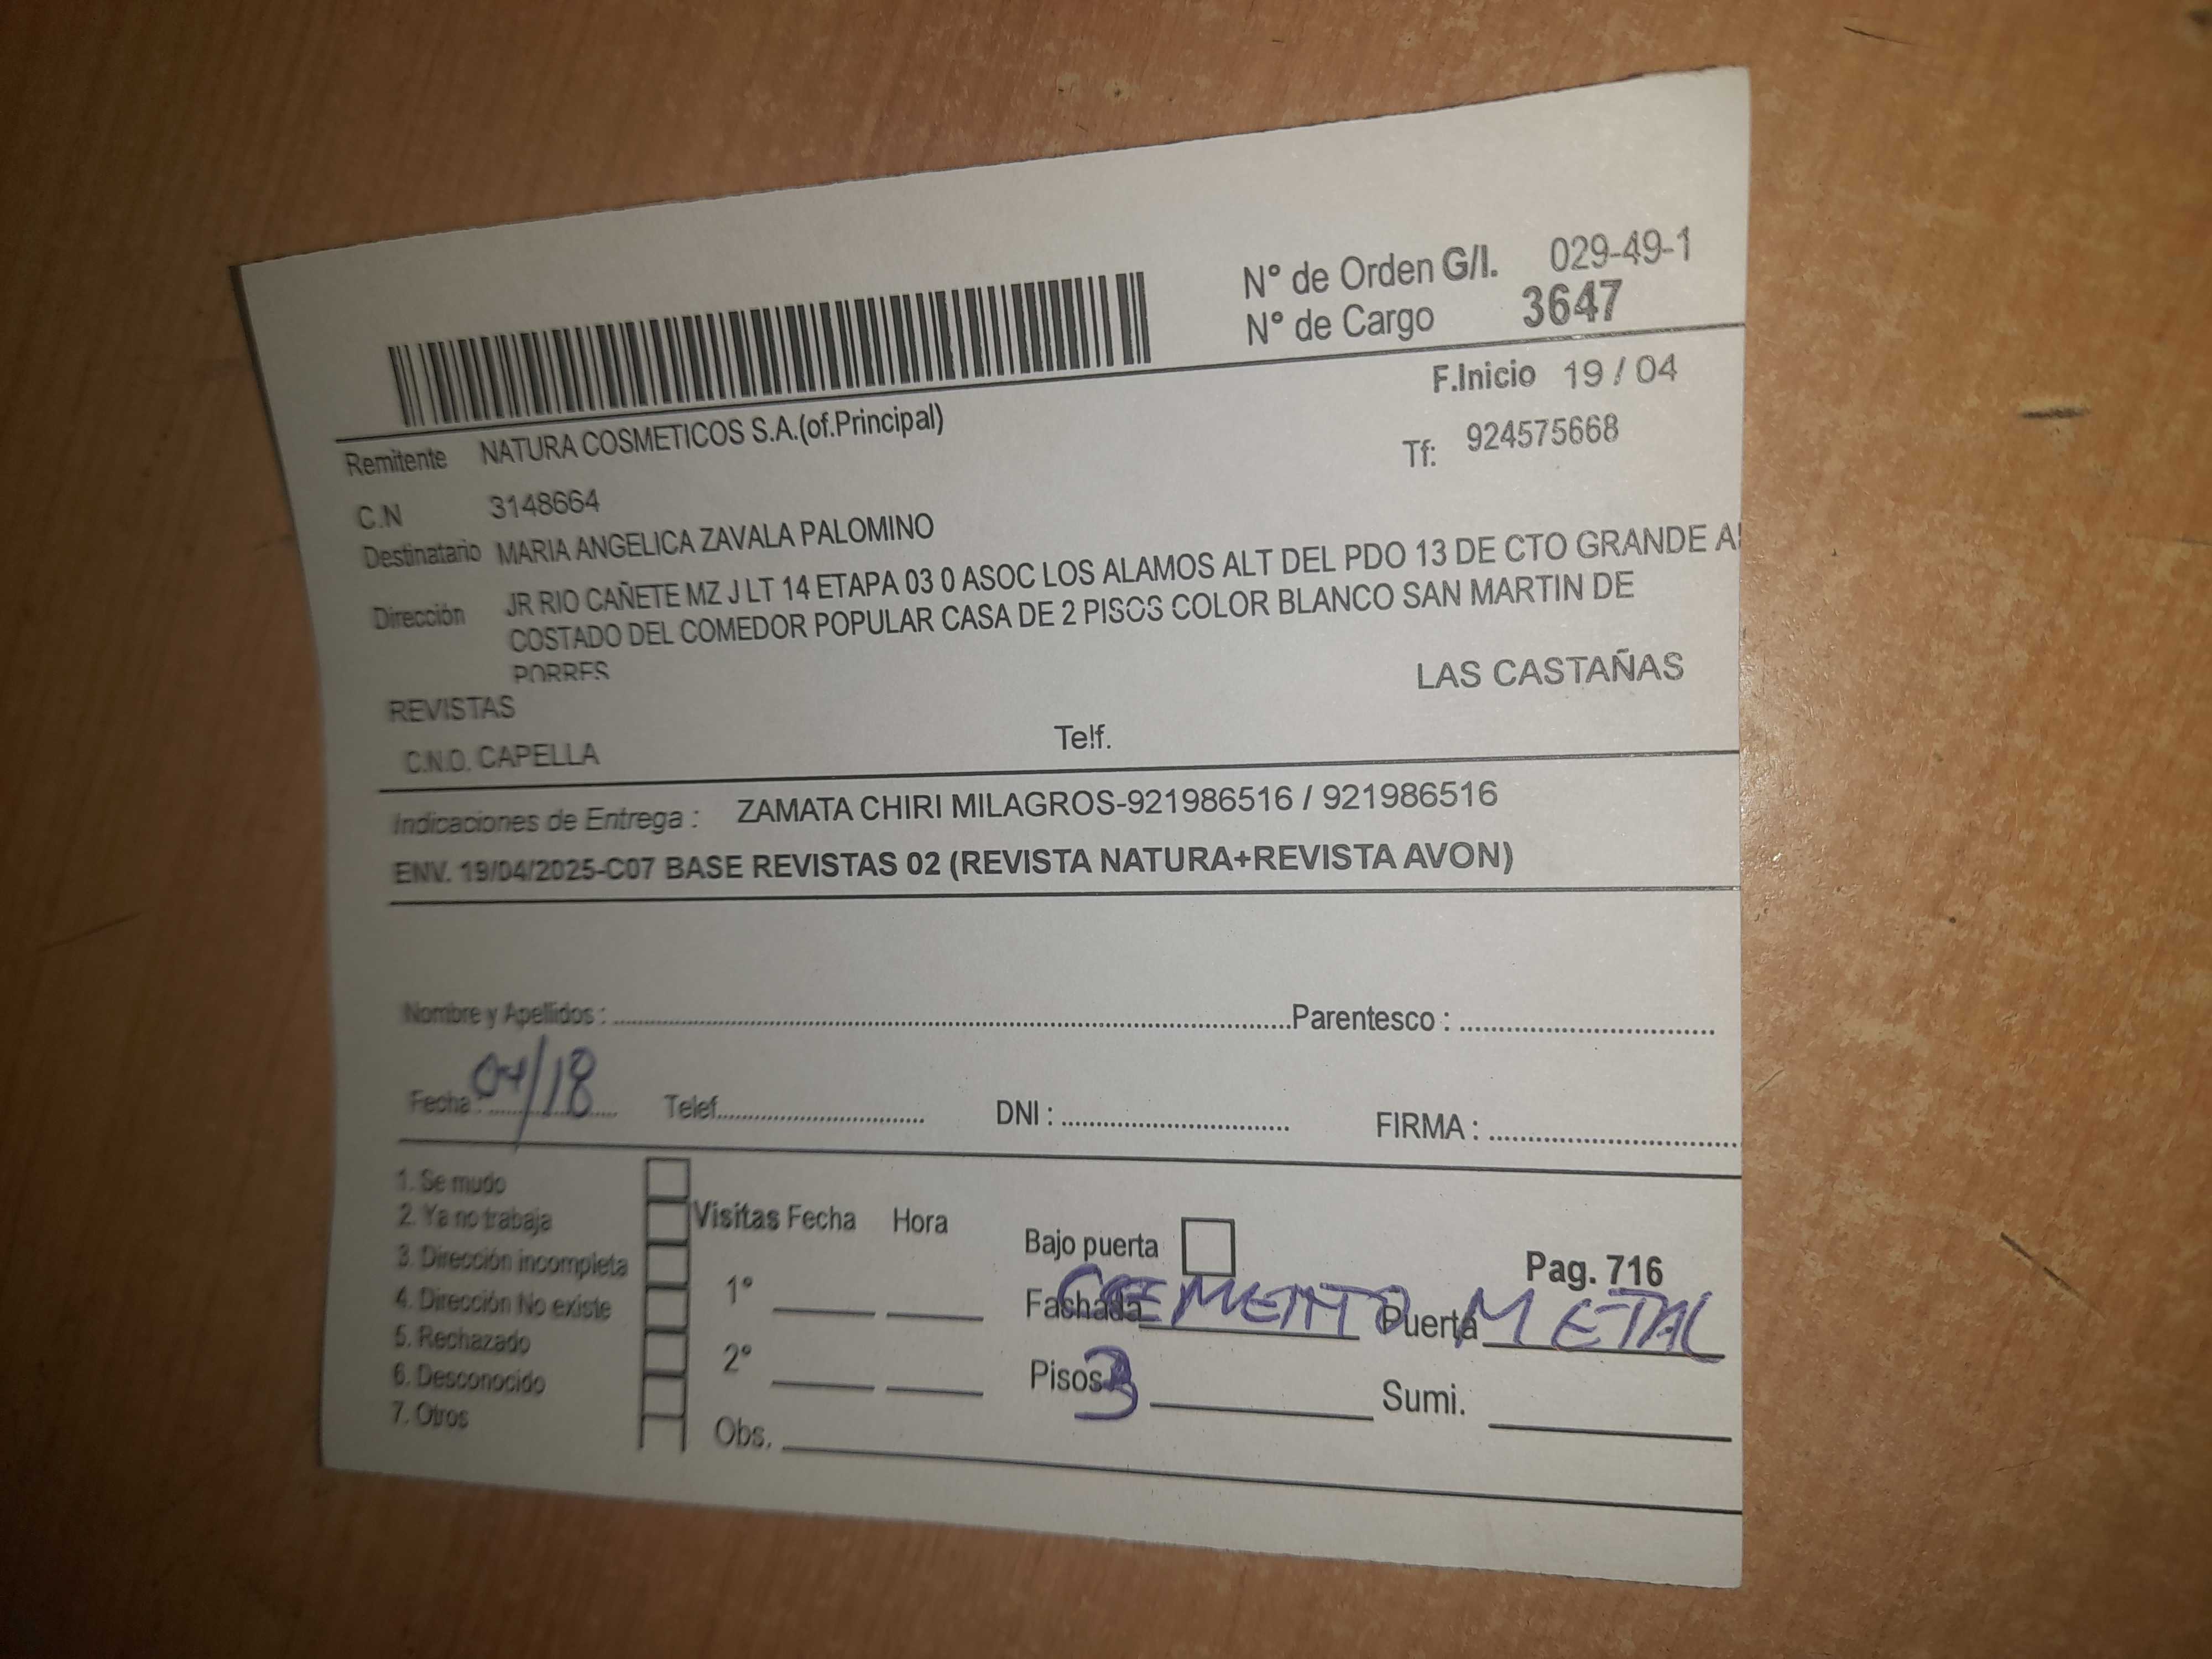 N° de Orden G/I. 029-49-1
N° de Cargo 3647
F.Inicio 19 / 04
Remitente NATURA COSMETICOS S.A.(of.Principal)
Tf: 924575668
C.N 3148664
Destinatario MARIA ANGELICA ZAVALA PALOMINO
Dirección JR RIO CAÑETE MZ J LT 14 ETAPA 03 0 ASOC LOS ALAMOS ALT DEL PDO 13 DE CTO GRANDE
COSTADO DEL COMEDOR POPULAR CASA DE 2 PISOS COLOR BLANCO SAN MARTIN DE
PORRES
LAS CASTAÑAS
REVISTAS
C.N.O. CAPELLA Telf.
Indicaciones de Entrega : ZAMATA CHIRI MILAGROS-921986516 / 921986516
ENV. 19/04/2025-C07 BASE REVISTAS 02 (REVISTA NATURA+REVISTA AVON)
Nombre y Apellidos : Parentesco :
Fecha : 04/18 Telef. DNI : FIRMA :
1. Se mudo
2. Ya no trabaja
3. Dirección incompleta
4. Dirección No existe
5. Rechazado
6. Desconocido
7. Otros
Visitas Fecha Hora
1°
2°
Obs.
Bajo puerta
Pag. 716
Fachada CEMENTO Puerta METAL
Pisos 3 Sumi.